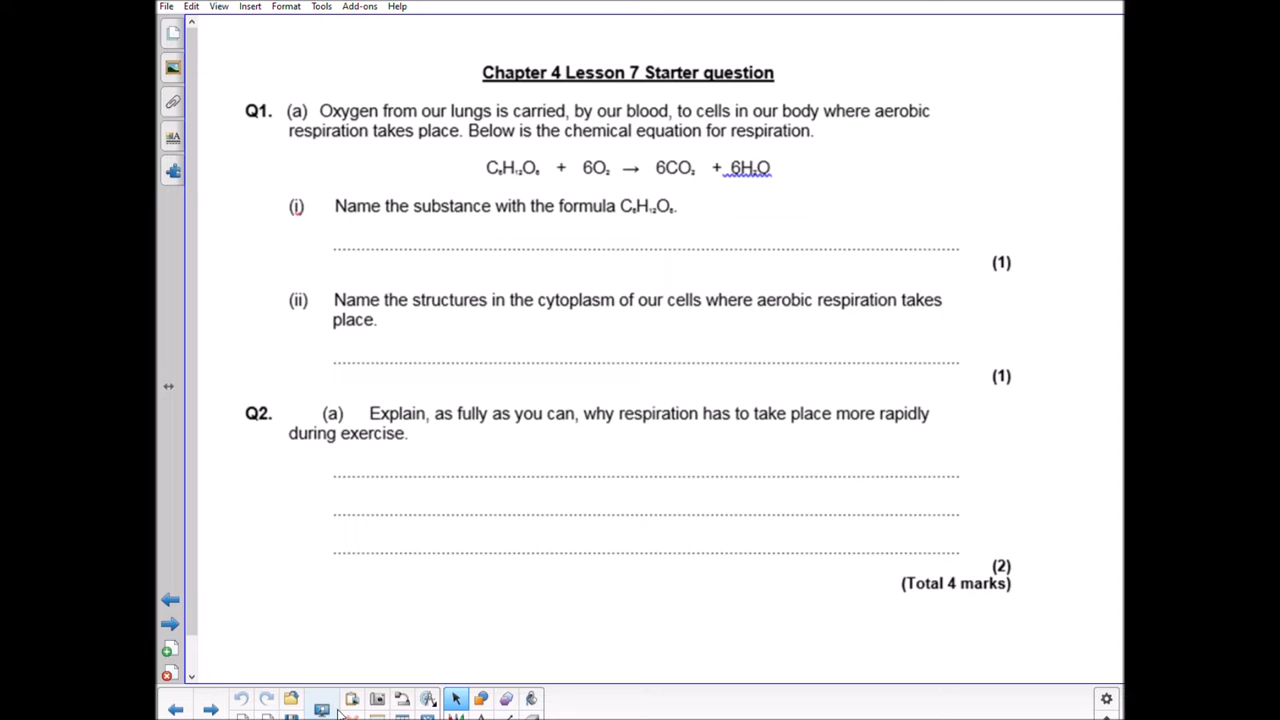 File Edit View Insert Format Tools Add-ons Help
Chapter 4 Lesson 7 Starter question
Q1. (a) Oxygen from our lungs is carried, by our blood, to cells in our body where aerobic
respiration takes place. Below is the chemical equation for respiration.
C₆H₁₂O₆ + 6O₂ → 6CO₂ + 6H₂O
(i) Name the substance with the formula C₆H₁₂O₆.
(1)
(ii) Name the structures in the cytoplasm of our cells where aerobic respiration takes
place.
(1)
Q2. (a) Explain, as fully as you can, why respiration has to take place more rapidly
during exercise.
(2)
(Total 4 marks)